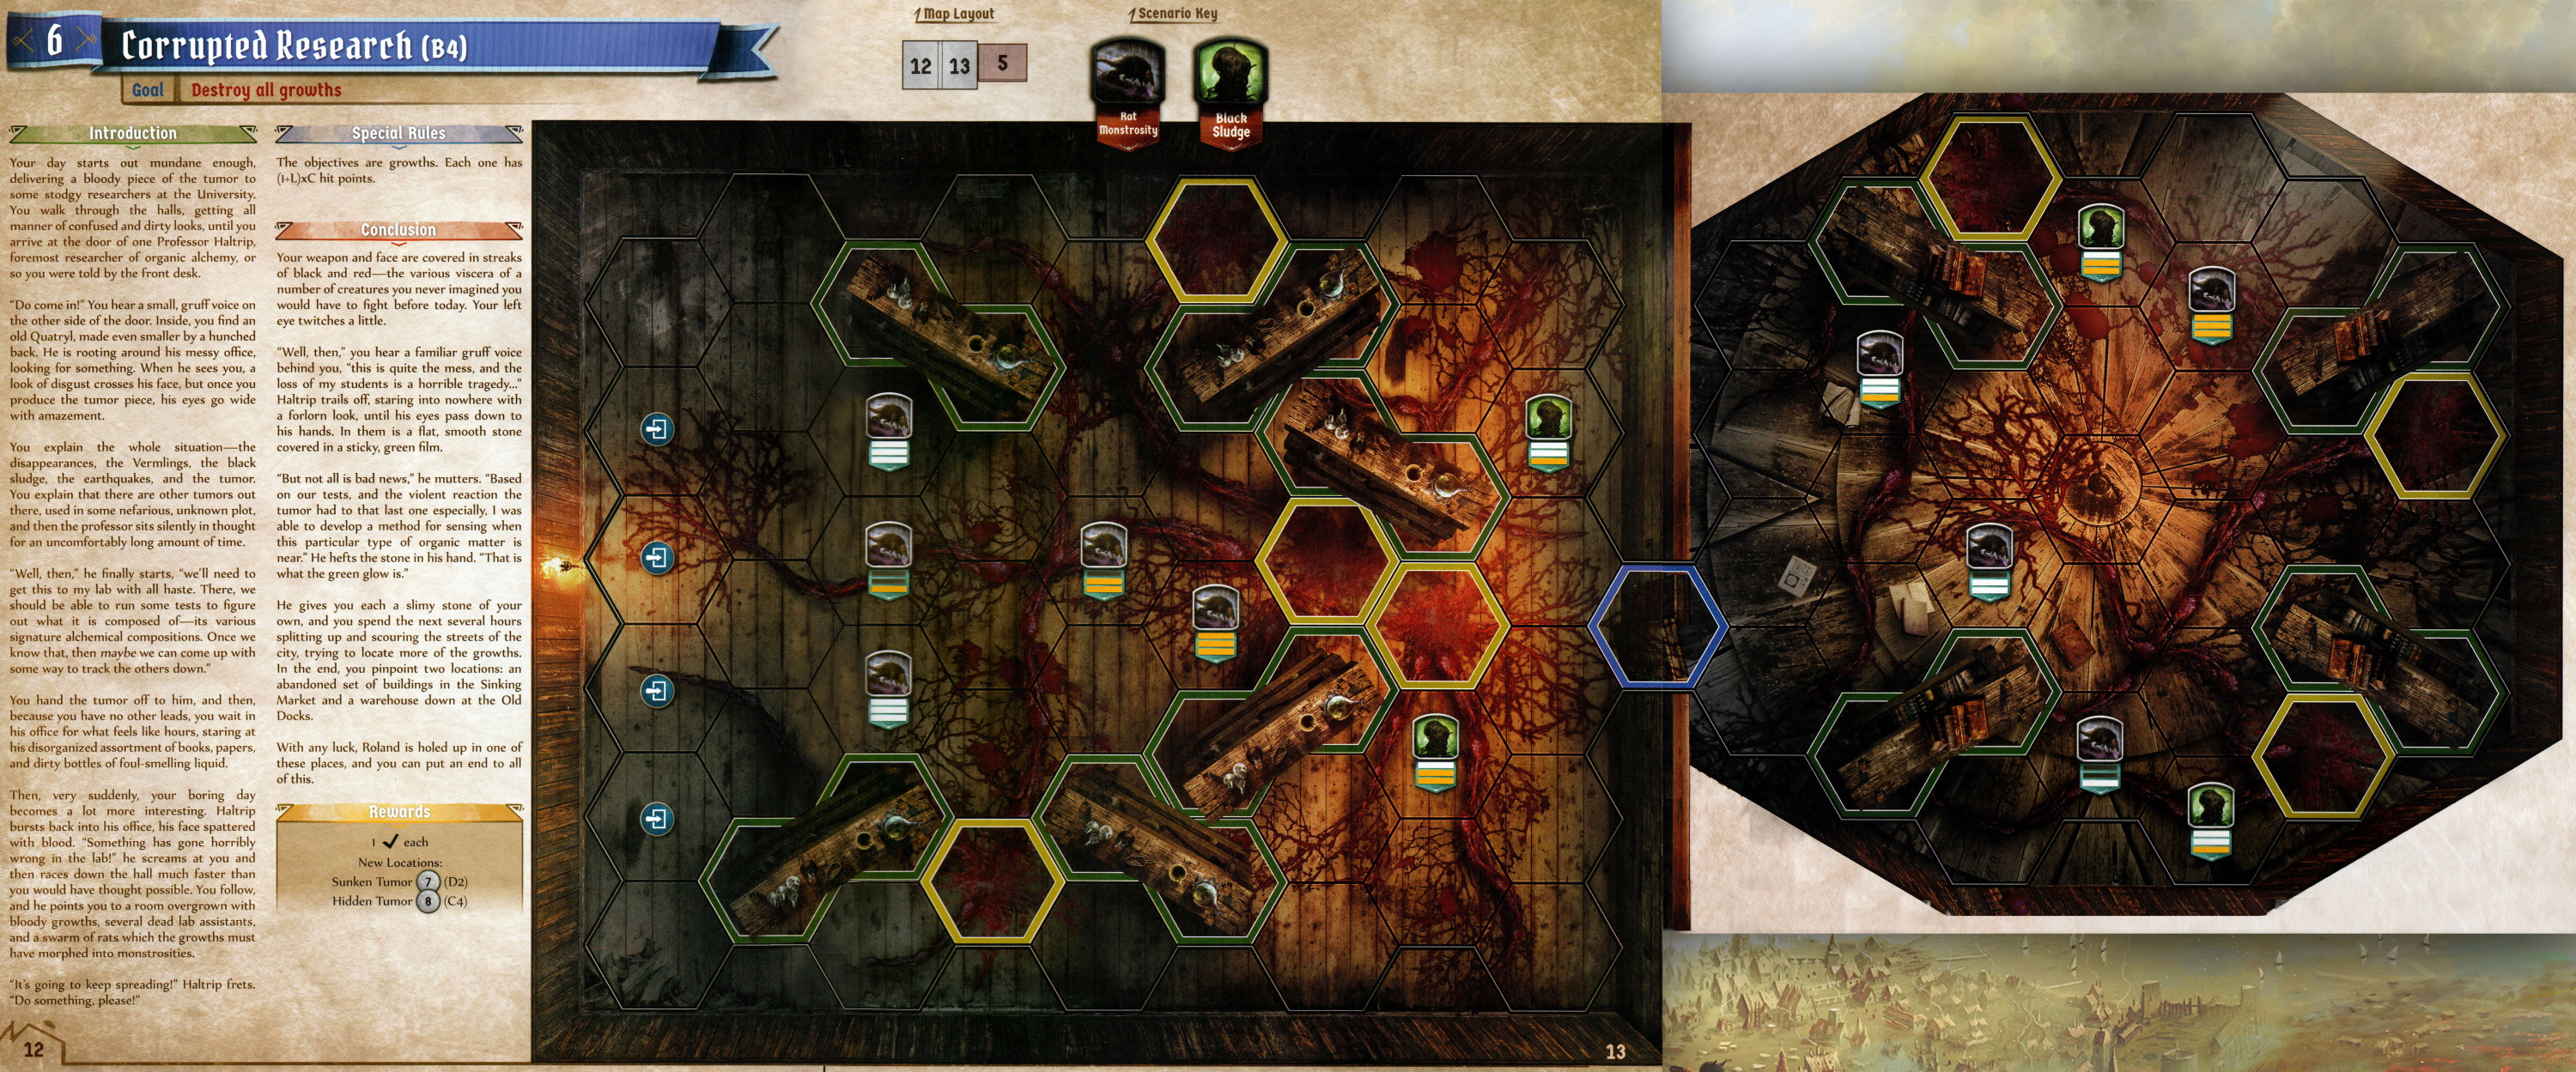 6
Corrupted Research (B4)
Goal
Destroy all growths
Map Layout
12 13 5
Scenario Key
Rat
Monstrosity
Black
Sludge
Introduction
Your day starts out mundane enough,
delivering a bloody piece of the tumor to
some stodgy researchers at the University.
You walk through the halls, getting all
manner of confused and dirty looks, until you
arrive at the door of one Professor Haltrip,
foremost researcher of organic alchemy, or
so you were told by the front desk.
“Do come in!” You hear a small, gruff voice on
the other side of the door. Inside, you find an
old Quatryl, made even smaller by a hunched
back. He is rooting around his messy office,
looking for something. When he sees you, a
look of disgust crosses his face, but once you
produce the tumor piece, his eyes go wide
with amazement.
You explain the whole situation—the
disappearances, the Vermlings, the black
sludge, the earthquakes, and the tumor.
You explain that there are other tumors out
there, used in some nefarious, unknown plot,
and then the professor sits silently in thought
for an uncomfortably long amount of time.
“Well, then,” he finally starts, “we’ll need to
get this to my lab with all haste. There, we
should be able to run some tests to figure
out what it is composed of—its various
signature alchemical compositions. Once we
know that, then maybe we can come up with
some way to track the others down.”
You hand the tumor off to him, and then,
because you have no other leads, you wait in
his office for what feels like hours, staring at
his disorganized assortment of books, papers,
and dirty bottles of foul-smelling liquid.
Then, very suddenly, your boring day
becomes a lot more interesting. Haltrip
bursts back into his office, his face spattered
with blood. “Something has gone horribly
wrong in the lab!” he screams at you and
then races down the hall much faster than
you would have thought possible. You follow,
and he points you to a room overgrown with
bloody growths, several dead lab assistants,
and a swarm of rats which the growths must
have morphed into monstrosities.
“It’s going to keep spreading!” Haltrip frets.
“Do something, please!”
Special Rules
The objectives are growths. Each one has
(1+L)xC hit points.
Conclusion
Your weapon and face are covered in streaks
of black and red—the various viscera of a
number of creatures you never imagined you
would have to fight before today. Your left
eye twitches a little.
“Well, then,” you hear a familiar gruff voice
behind you, “this is quite the mess, and the
loss of my students is a horrible tragedy...”
Haltrip trails off, staring into nowhere with
a forlorn look, until his eyes pass down to
his hands. In them is a flat, smooth stone
covered in a sticky, green film.
“But not all is bad news,” he mutters. “Based
on our tests, and the violent reaction the
tumor had to that last one especially, I was
able to develop a method for sensing when
this particular type of organic matter is
near.” He hefts the stone in his hand. “That is
what the green glow is.”
He gives you each a slimy stone of your
own, and you spend the next several hours
splitting up and scouring the streets of the
city, trying to locate more of the growths.
In the end, you pinpoint two locations: an
abandoned set of buildings in the Sinking
Market and a warehouse down at the Old
Docks.
With any luck, Roland is holed up in one of
these places, and you can put an end to all
of this.
Rewards
1 ✓ each
New Locations:
Sunken Tumor 7 (D2)
Hidden Tumor 8 (C4)
12
13